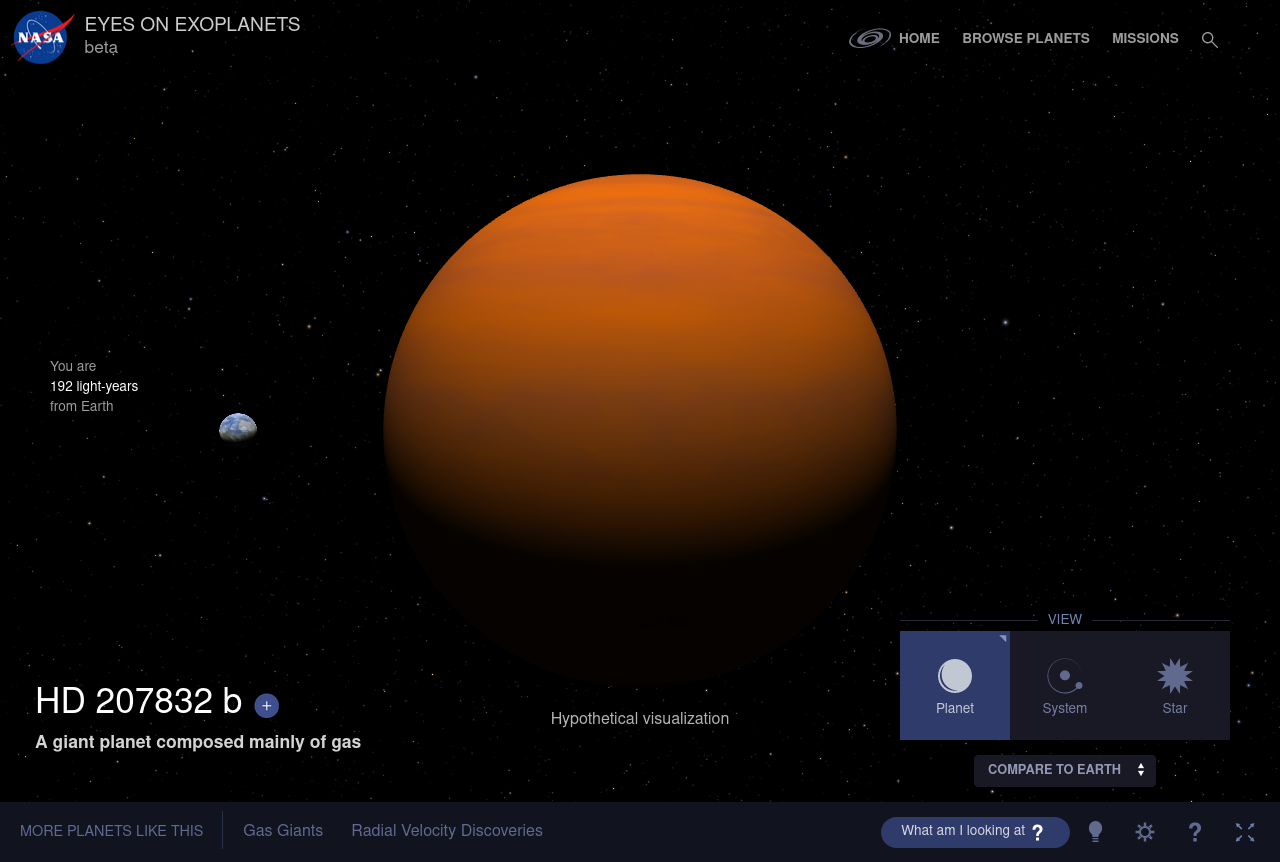 NASA
EYES ON EXOPLANETS
beta
HOME
BROWSE PLANETS
MISSIONS
You are
192 light-years
from Earth
VIEW
Planet
System
Star
HD 207832 b +
A giant planet composed mainly of gas
Hypothetical visualization
COMPARE TO EARTH
MORE PLANETS LIKE THIS
Gas Giants
Radial Velocity Discoveries
What am I looking at ?
?